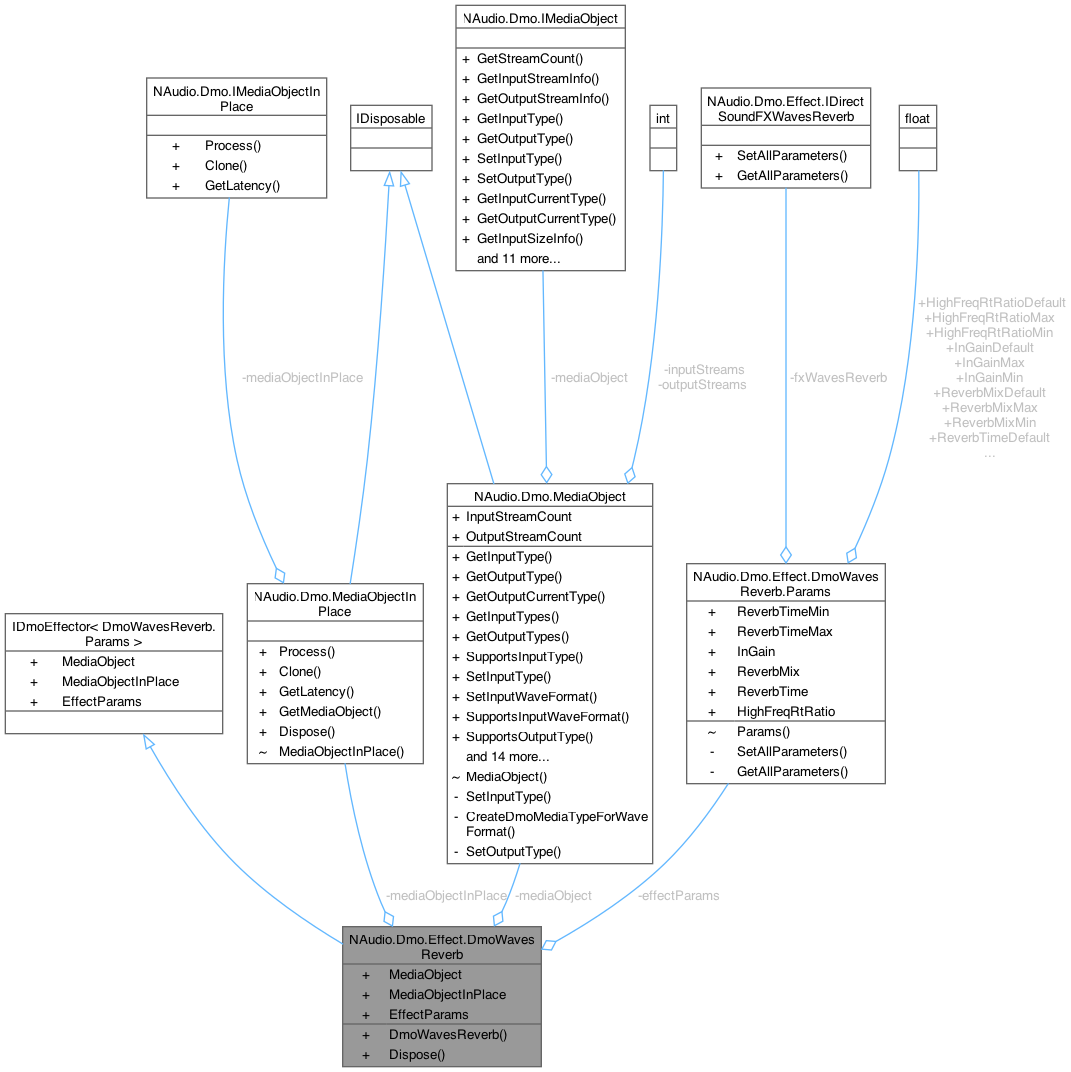 NAudio.Dmo.IMediaObject
+ GetStreamCount()
+ GetInputStreamInfo()
+ GetOutputStreamInfo()
+ GetInputType()
+ GetOutputType()
+ SetInputType()
+ SetOutputType()
+ GetInputCurrentType()
+ GetOutputCurrentType()
+ GetInputSizeInfo()
and 11 more...
NAudio.Dmo.IMediaObjectIn
Place
+ Process()
+ Clone()
+ GetLatency()
IDisposable
int
NAudio.Dmo.Effect.IDirect
SoundFXWavesReverb
+ SetAllParameters()
+ GetAllParameters()
float
-mediaObjectInPlace
-mediaObject
-inputStreams
-outputStreams
-fxWavesReverb
+HighFreqRtRatioDefault
+HighFreqRtRatioMax
+HighFreqRtRatioMin
+InGainDefault
+InGainMax
+InGainMin
+ReverbMixDefault
+ReverbMixMax
+ReverbMixMin
+ReverbTimeDefault
...
IDmoEffector< DmoWavesReverb.
Params >
+ MediaObject
+ MediaObjectInPlace
+ EffectParams
NAudio.Dmo.MediaObjectIn
Place
+ Process()
+ Clone()
+ GetLatency()
+ GetMediaObject()
+ Dispose()
~ MediaObjectInPlace()
NAudio.Dmo.MediaObject
+ InputStreamCount
+ OutputStreamCount
+ GetInputType()
+ GetOutputType()
+ GetOutputCurrentType()
+ GetInputTypes()
+ GetOutputTypes()
+ SupportsInputType()
+ SetInputType()
+ SetInputWaveFormat()
+ SupportsInputWaveFormat()
+ SupportsOutputType()
and 14 more...
~ MediaObject()
- SetInputType()
- CreateDmoMediaTypeForWave
Format()
- SetOutputType()
NAudio.Dmo.Effect.DmoWaves
Reverb.Params
+ ReverbTimeMin
+ ReverbTimeMax
+ InGain
+ ReverbMix
+ ReverbTime
+ HighFreqRtRatio
~ Params()
- SetAllParameters()
- GetAllParameters()
-mediaObjectInPlace
-mediaObject
-effectParams
NAudio.Dmo.Effect.DmoWaves
Reverb
+ MediaObject
+ MediaObjectInPlace
+ EffectParams
+ DmoWavesReverb()
+ Dispose()